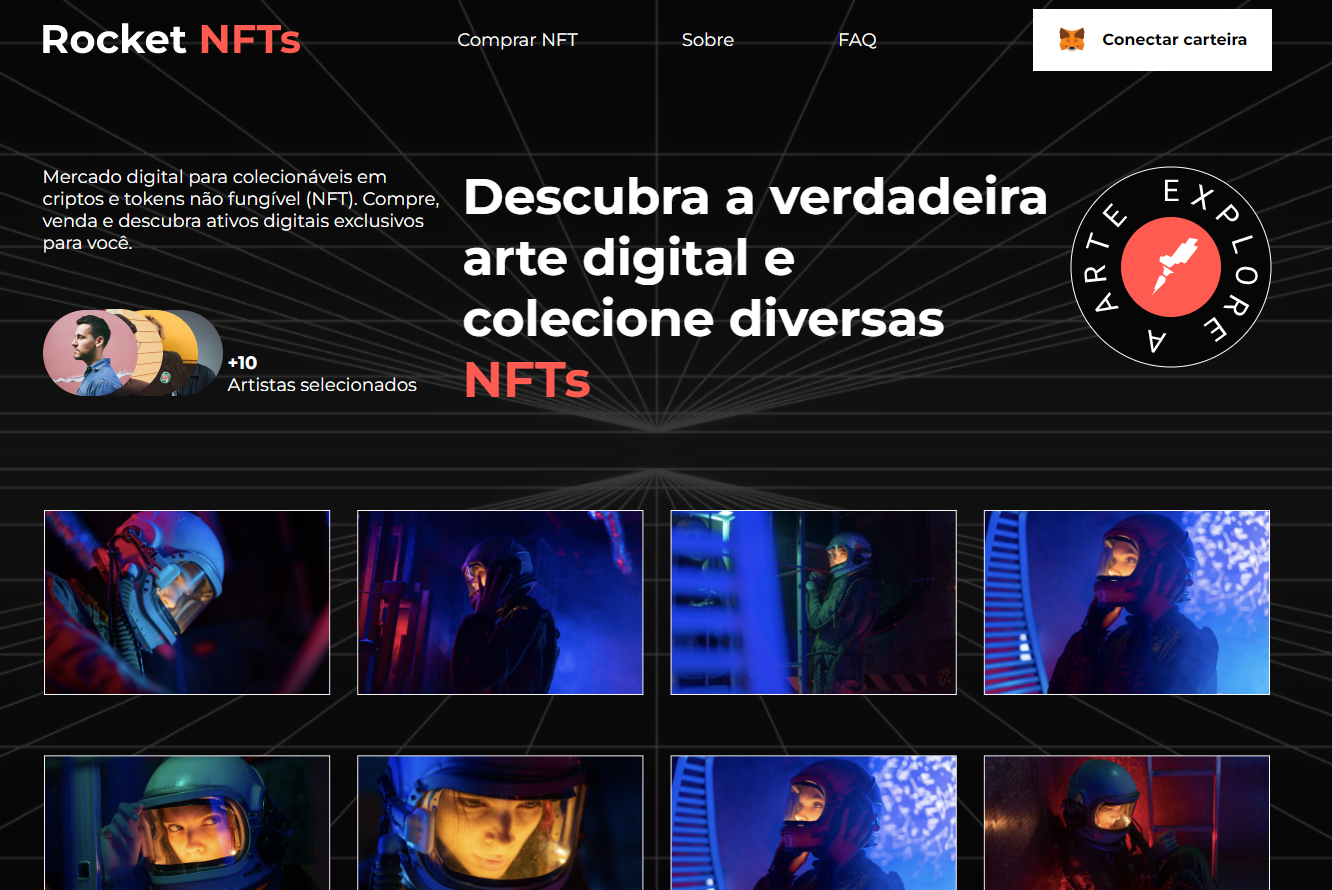 Rocket NFTs
Comprar NFT
Sobre
FAQ
Conectar carteira
Mercado digital para colecionáveis em
criptos e tokens não fungível (NFT). Compre,
venda e descubra ativos digitais exclusivos
para você.
+10
Artistas selecionados
Descubra a verdadeira
arte digital e
colecione diversas
NFTs
EXPLORE A ARTE